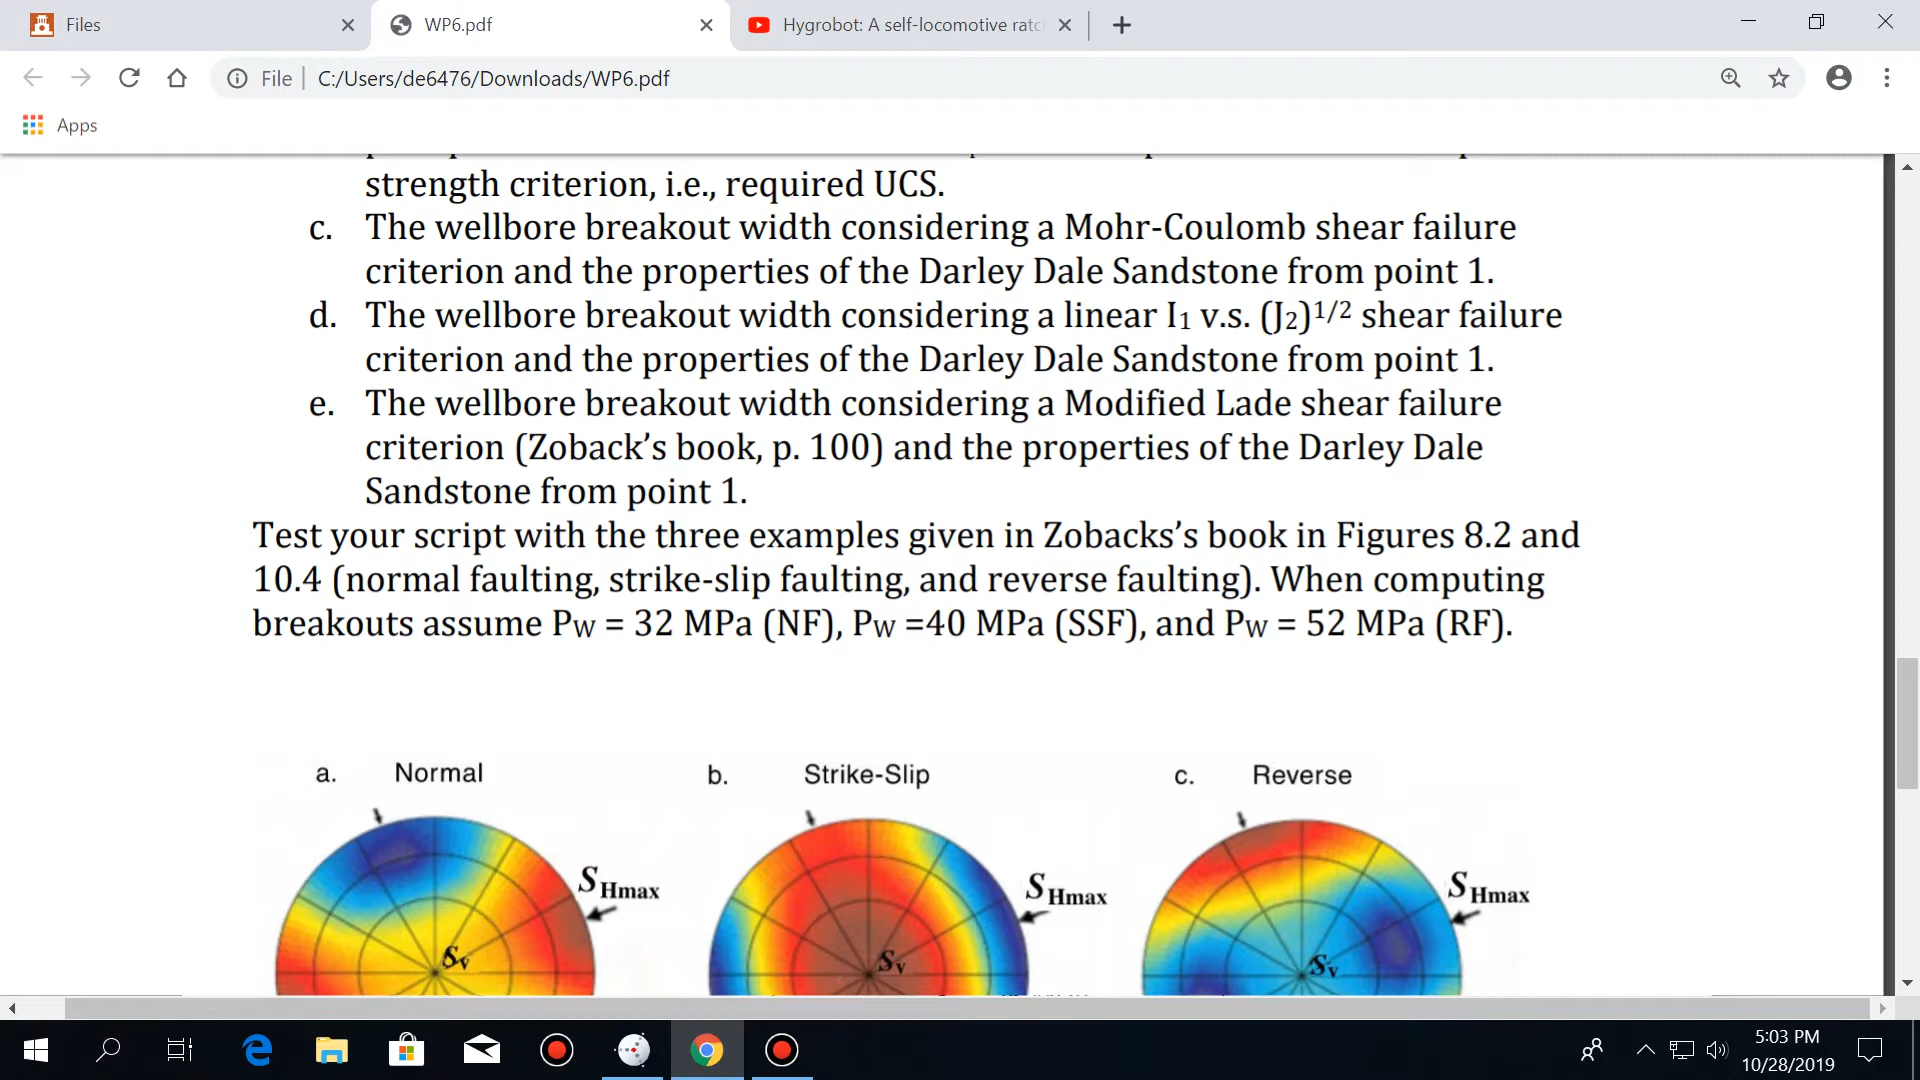 Files
WP6.pdf
Hygrobot: A self-locomotive ratc
File
C:/Users/de6476/Downloads/WP6.pdf
Apps
strength criterion, i.e., required UCS.
c. The wellbore breakout width considering a Mohr-Coulomb shear failure
criterion and the properties of the Darley Dale Sandstone from point 1.
d. The wellbore breakout width considering a linear I1 v.s. (J2)1/2 shear failure
criterion and the properties of the Darley Dale Sandstone from point 1.
e. The wellbore breakout width considering a Modified Lade shear failure
criterion (Zoback’s book, p. 100) and the properties of the Darley Dale
Sandstone from point 1.
Test your script with the three examples given in Zobacks’s book in Figures 8.2 and
10.4 (normal faulting, strike-slip faulting, and reverse faulting). When computing
breakouts assume PW = 32 MPa (NF), PW =40 MPa (SSF), and PW = 52 MPa (RF).
a. Normal
b. Strike-Slip
c. Reverse
SHmax
SHmax
SHmax
Sv
Sv
Sv
5:03 PM
10/28/2019